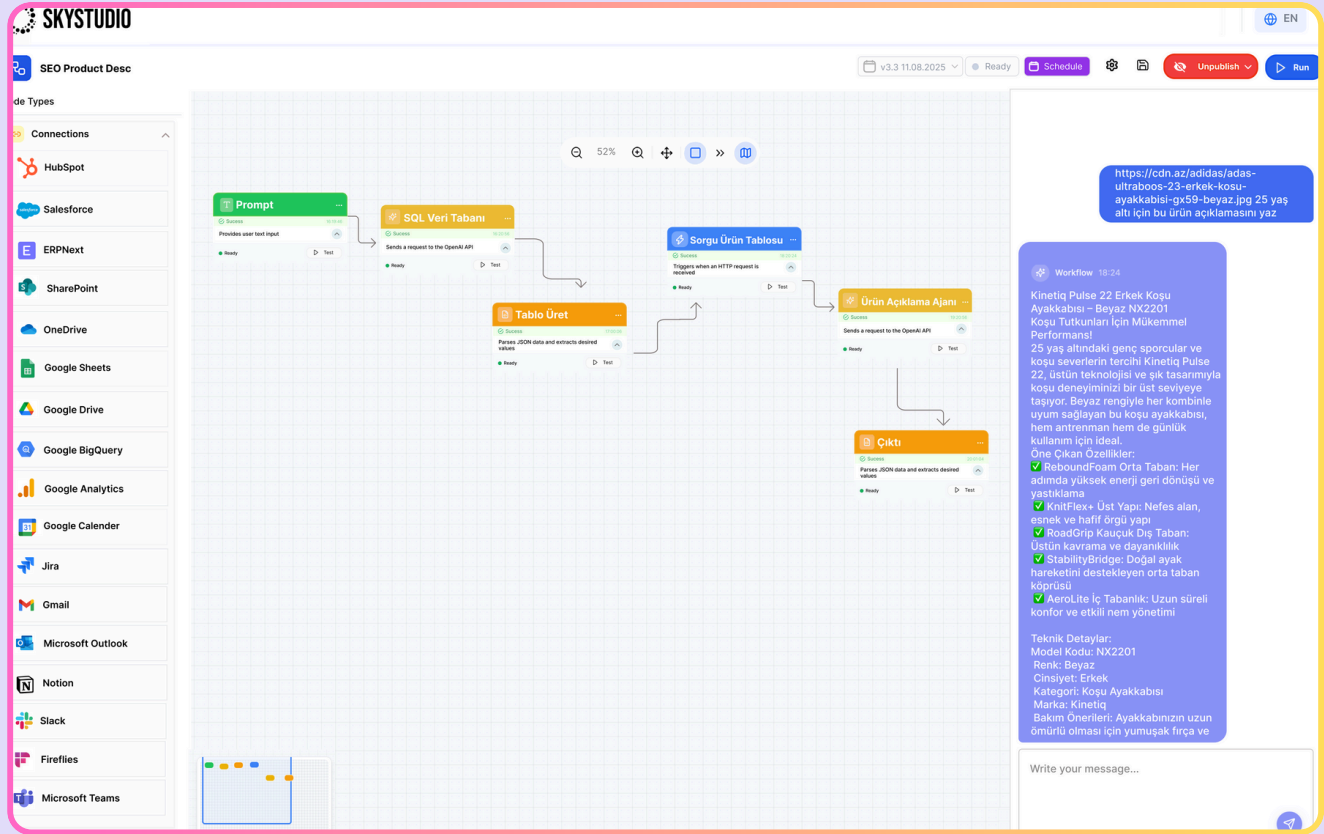 SKYSTUDIO
EN
SEO Product Desc
v3.3 11.08.2025
Ready
Schedule
Unpublish
Run
de Types
Connections
HubSpot
Salesforce
ERPNext
SharePoint
OneDrive
Google Sheets
Google Drive
Google BigQuery
Google Analytics
Google Calender
Jira
Gmail
Microsoft Outlook
Notion
Slack
Fireflies
Microsoft Teams
52%
Prompt
Sucess
Provides user text input
Ready
Test
SQL Veri Tabanı
Sucess
Sends a request to the OpenAI API
Ready
Test
Tablo Üret
Sucess
Parses JSON data and extracts desired
values
Ready
Test
Sorgu Ürün Tablosu
Sucess
Triggers when an HTTP request is
received
Ready
Test
Ürün Açıklama Ajanı
Sucess
Sends a request to the OpenAI API
Ready
Test
Çıktı
Sucess
Parses JSON data and extracts desired
values
Ready
Test
https://cdn.az/adidas/adas-
ultraboos-23-erkek-kosu-
ayakkabisi-gx59-beyaz.jpg 25 yaş
altı için bu ürün açıklamasını yaz
Workflow 18:24
Kinetiq Pulse 22 Erkek Koşu
Ayakkabısı – Beyaz NX2201
Koşu Tutkunları İçin Mükemmel
Performans!
25 yaş altındaki genç sporcular ve
koşu severlerin tercihi Kinetiq Pulse
22, üstün teknolojisi ve şık tasarımıyla
koşu deneyiminizi bir üst seviyeye
taşıyor. Beyaz rengiyle her kombinle
uyum sağlayan bu koşu ayakkabısı,
hem antrenman hem de günlük
kullanım için ideal.
Öne Çıkan Özellikler:
✅ ReboundFoam Orta Taban: Her
adımda yüksek enerji geri dönüşü ve
yastıklama
✅ KnitFlex+ Üst Yapı: Nefes alan,
esnek ve hafif örgü yapı
✅ RoadGrip Kauçuk Dış Taban:
Üstün kavrama ve dayanıklılık
✅ StabilityBridge: Doğal ayak
hareketini destekleyen orta taban
köprüsü
✅ AeroLite İç Tabanlık: Uzun süreli
konfor ve etkili nem yönetimi
Teknik Detaylar:
Model Kodu: NX2201
Renk: Beyaz
Cinsiyet: Erkek
Kategori: Koşu Ayakkabısı
Marka: Kinetiq
Bakım Önerileri: Ayakkabınızın uzun
ömürlü olması için yumuşak fırça ve
Write your message...